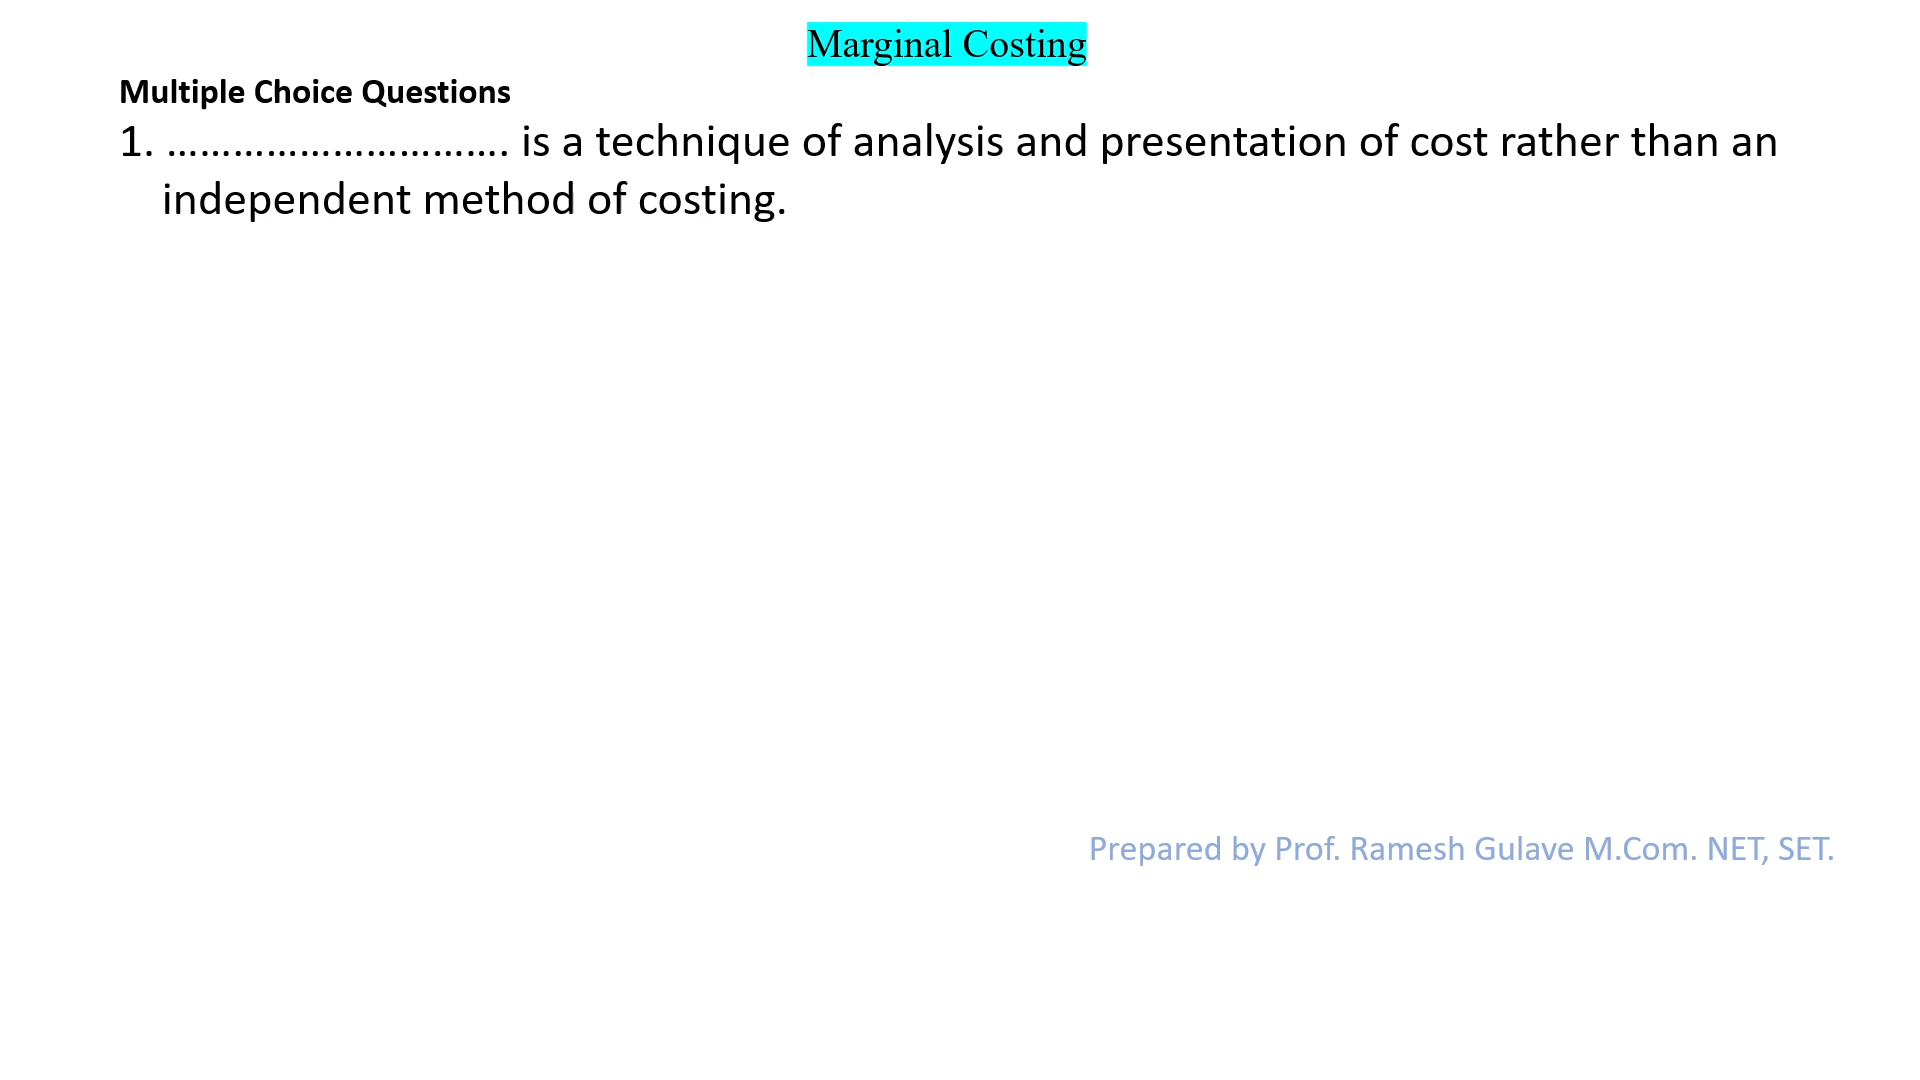 Marginal Costing
Multiple Choice Questions
1. …………………………. is a technique of analysis and presentation of cost rather than an
independent method of costing.
Prepared by Prof. Ramesh Gulave M.Com. NET, SET.